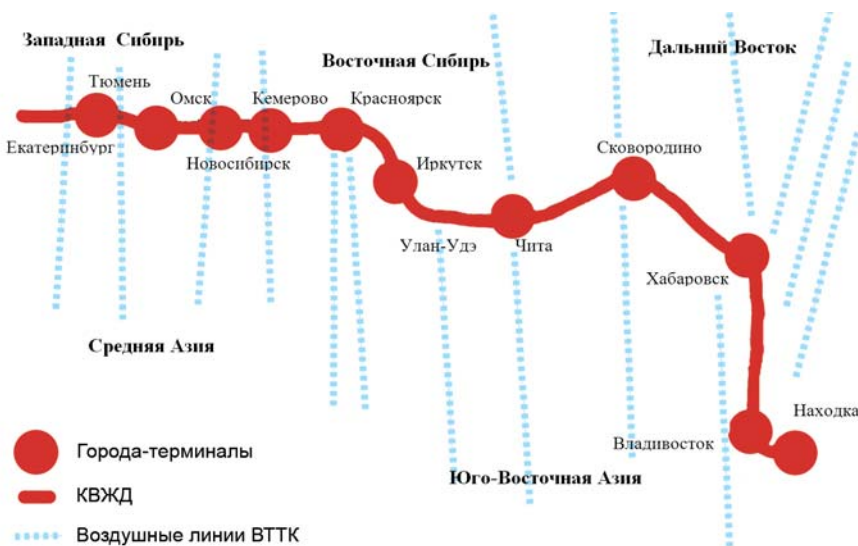 Западная Сибирь
Восточная Сибирь
Дальний Восток
Тюмень
Омск
Кемерово
Красноярск
Екатеринбург
Новосибирск
Иркутск
Сковородино
Улан-Удэ
Чита
Хабаровск
Средняя Азия
Находка
Владивосток
Города-терминалы
Юго-Восточная Азия
КВЖД
Воздушные линии ВТТК